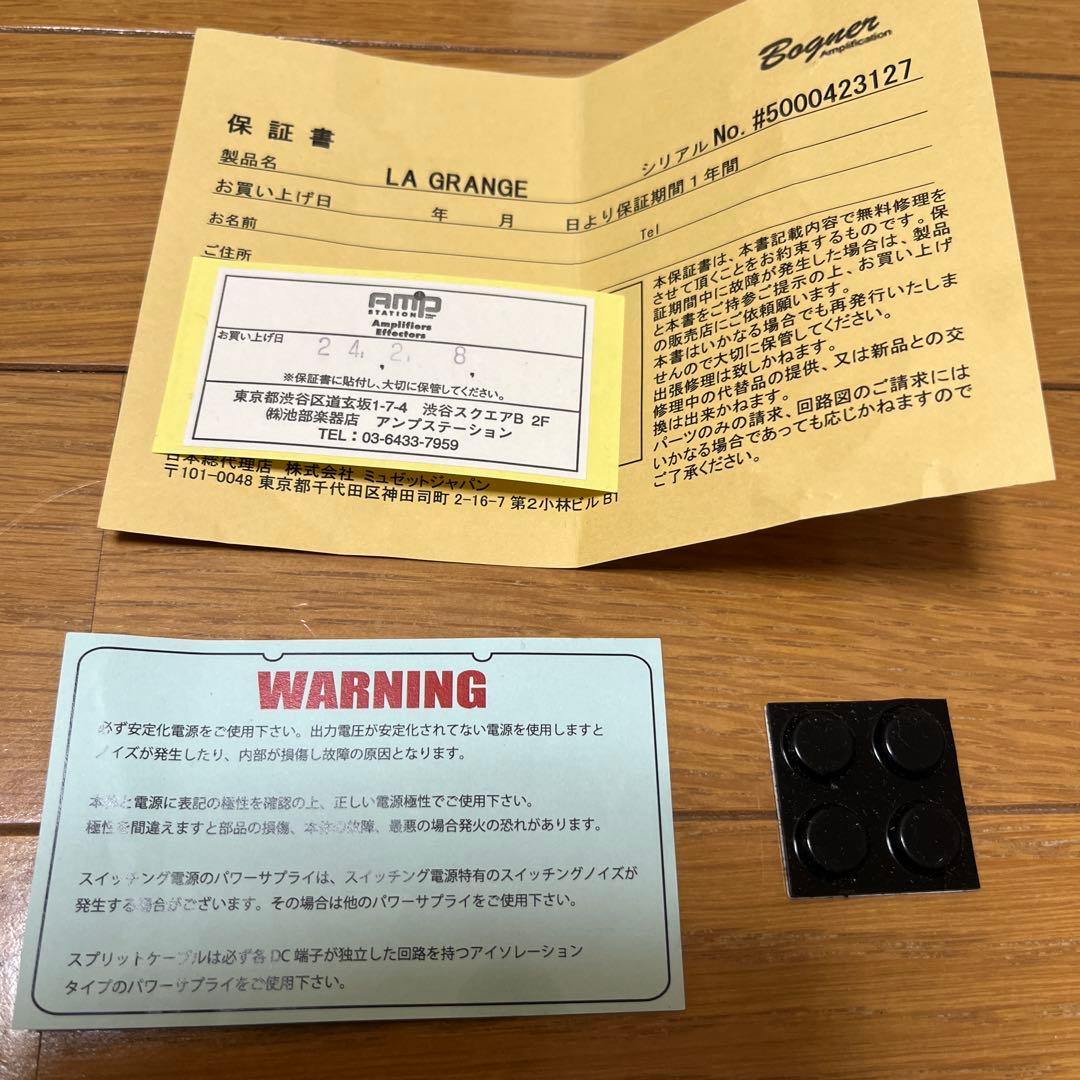 Bogner
Amplification
保証書
シリアル No. #5000423127
製品名 LA GRANGE
お買い上げ日 年 月 日より保証期間1年間
お名前 Tel
ご住所
本保証書は、本書記載内容で無料修理を
させて頂くことをお約束するものです。保
証期間中に故障が発生した場合は、製品
と本書をご持参ご提示の上、お買い上げ
の販売店にご依頼願います。
本書はいかなる場合でも再発行いたしま
せんので大切に保管してください。
出張修理は致しかねます。
修理中の代替品の提供、又は新品との交
換は出来かねます。
パーツのみの請求、回路図のご請求には
いかなる場合であっても応じかねますので
ご了承ください。
AMP
STATION
Amplifiers
Effectors
お買い上げ日 24. 2. 8
※保証書に貼付し、大切に保管してください。
東京都渋谷区道玄坂1-7-4 渋谷スクエアB 2F
㈱池部楽器店 アンプステーション
TEL:03-6433-7959
日本総代理店 株式会社 ミュゼットジャパン
〒101-0048 東京都千代田区神田司町 2-16-7 第2小林ビル B1
WARNING
必ず安定化電源をご使用下さい。出力電圧が安定化されてない電源を使用しますと
ノイズが発生したり、内部が損傷し故障の原因となります。
本体と電源に表記の極性を確認の上、正しい電源極性でご使用下さい。
極性を間違えますと部品の損傷、本体の故障、最悪の場合発火の恐れがあります。
スイッチング電源のパワーサプライは、スイッチング電源特有のスイッチングノイズが
発生する場合がございます。その場合は他のパワーサプライをご使用下さい。
スプリットケーブルは必ず各 DC 端子が独立した回路を持つアイソレーション
タイプのパワーサプライをご使用下さい。